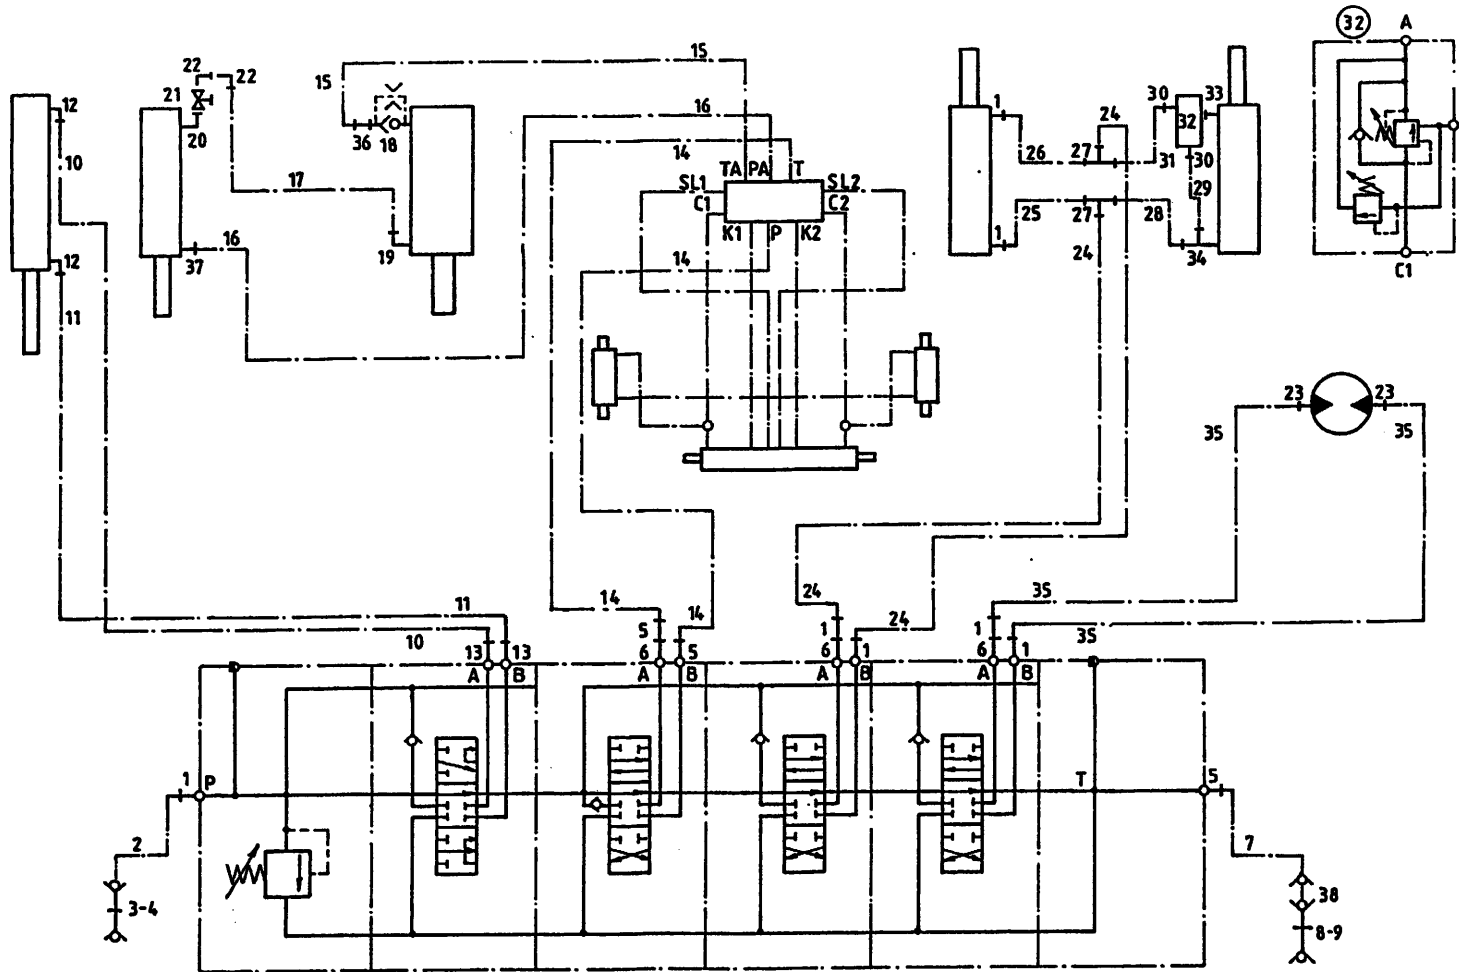 32 A
15
22 22 15 16 1 30 33
12 21 24 32
20 36 18 14 26 27 31 30
10 TA PA T
17 SL1 SL2 29
C1 C2 25 27 28
K1 P K2
16 24 34
12 37 19 14 C1
11
23 23
35 35
1
14 24 35
11 14 24 35
10 5 1 1
13 13 6 5 6 1 6 1
A B A B A B A B
1 P T 5
2 7
38
3-4 8-9